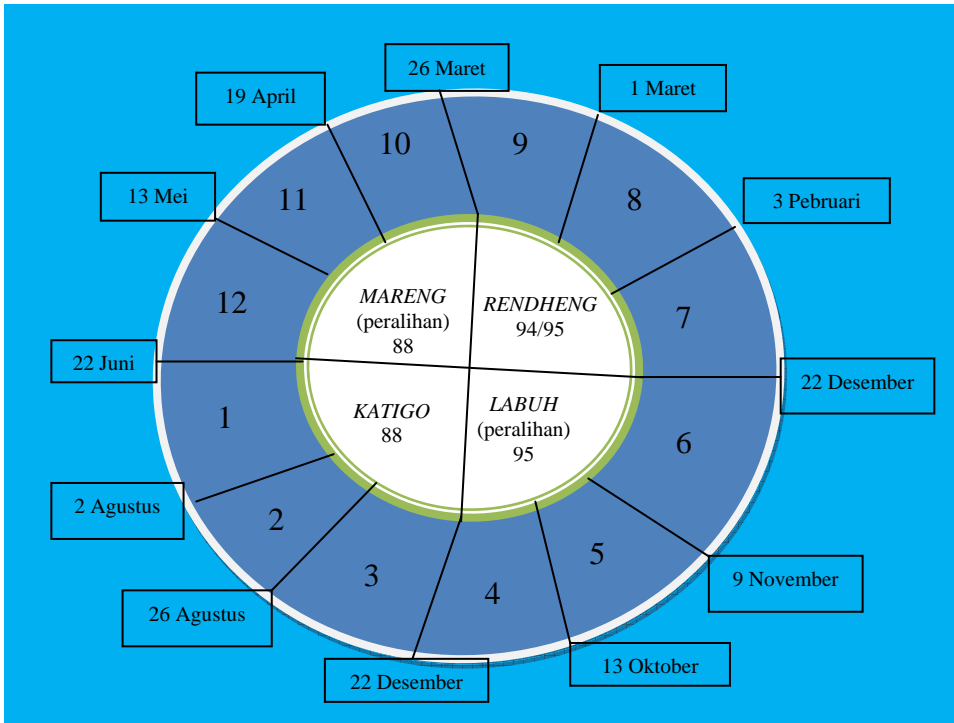 26 Maret
1 Maret
19 April
10
9
11
8
13 Mei
3 Pebruari
12
MARENG
(peralihan)
88
RENDHENG
94/95
7
22 Juni
22 Desember
1
KATIGO
88
LABUH
(peralihan)
95
6
2 Agustus
2
3
4
5
9 November
26 Agustus
22 Desember
13 Oktober